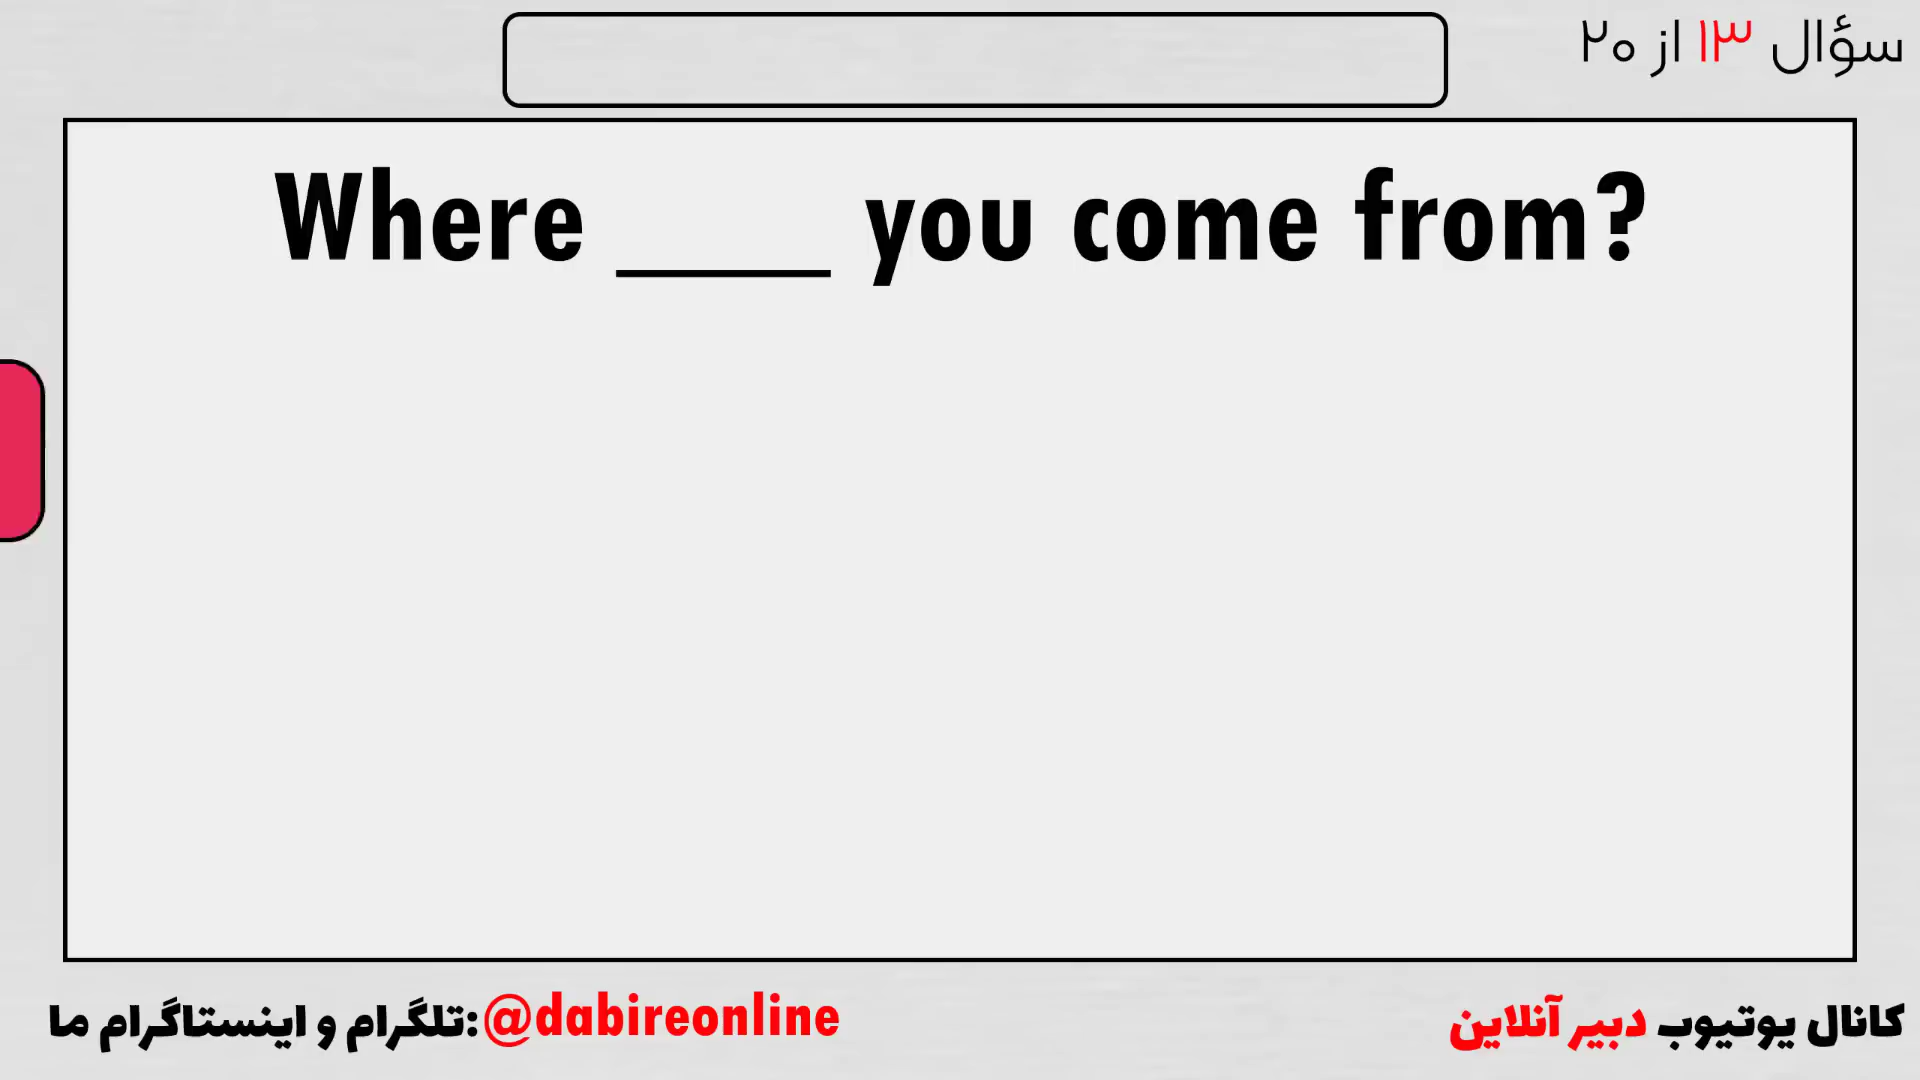 سؤال ۱۳ از ۲۰
Where ____ you come from?
کانال یوتیوب دبیر آنلاین
تلگرام و اینستاگرام ما: @dabireonline